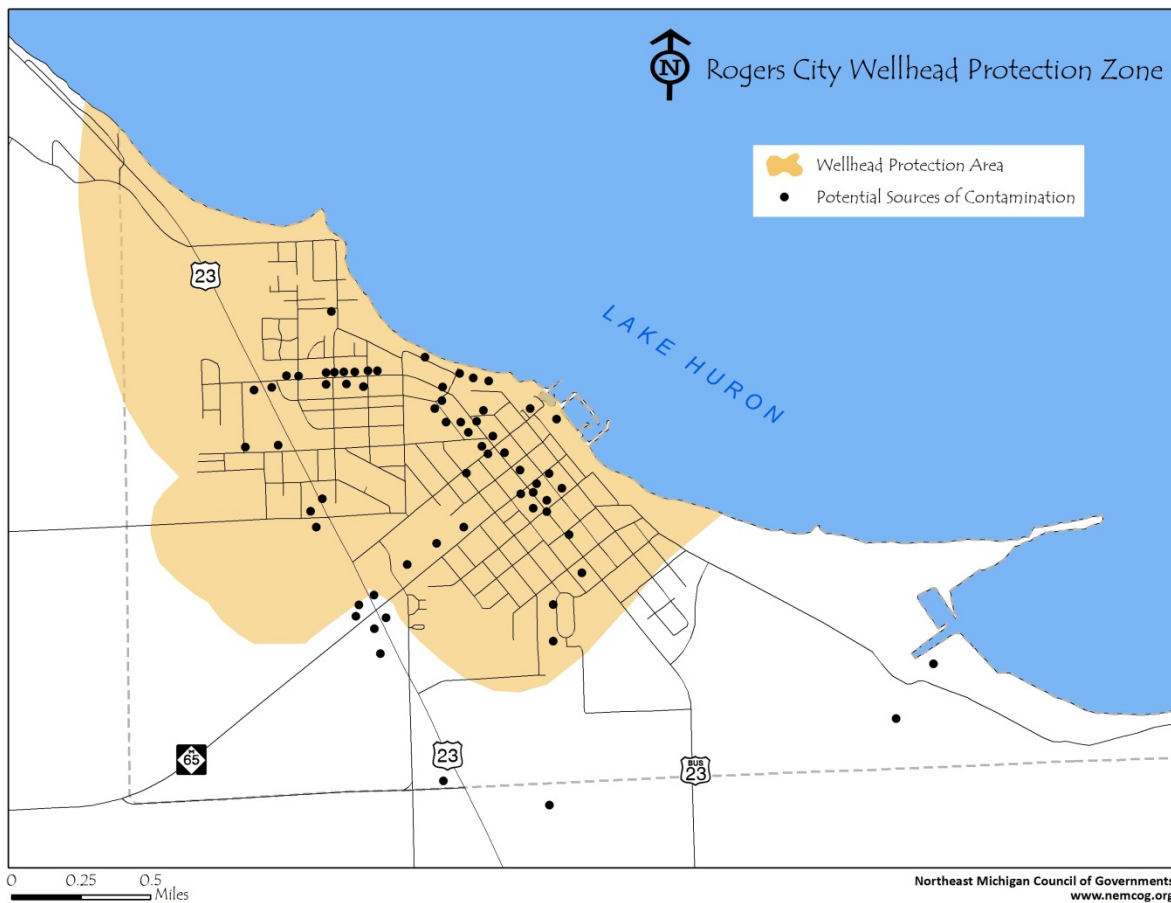 N
Rogers City Wellhead Protection Zone
Wellhead Protection Area
Potential Sources of Contamination
23
LAKE HURON
M
65
23
BUS
23
0 0.25 0.5
Miles
Northeast Michigan Council of Governments
www.nemcog.org